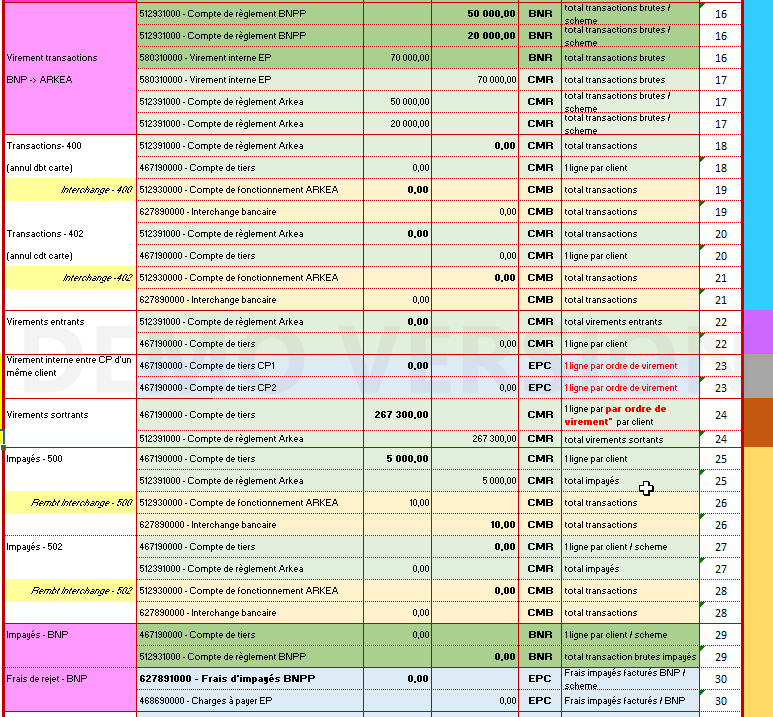 512931000 - Compte de règlement BNPP 50 000,00 BNR total transactions brutes / scheme 16
512931000 - Compte de règlement BNPP 20 000,00 BNR total transactions brutes / scheme 16
Virement transactions 580310000 - Virement interne EP 70 000,00 BNR total transactions brutes 16
BNP -> ARKEA 580310000 - Virement interne EP 70 000,00 CMR total transactions brutes 17
512391000 - Compte de règlement Arkea 50 000,00 CMR total transactions brutes / scheme 17
512391000 - Compte de règlement Arkea 20 000,00 CMR total transactions brutes / scheme 17
Transactions- 400 512391000 - Compte de règlement Arkea 0,00 CMR total transactions 18
(annul dbt carte) 467190000 - Compte de tiers 0,00 CMR 1 ligne par client 18
Interchange - 400 512930000 - Compte de fonctionnement ARKEA 0,00 CMB total transactions 19
627890000 - Interchange bancaire 0,00 CMB total transactions 19
Transactions - 402 512391000 - Compte de règlement Arkea 0,00 CMR total transactions 20
(annul cdt carte) 467190000 - Compte de tiers 0,00 CMR 1 ligne par client 20
Interchange -402 512930000 - Compte de fonctionnement ARKEA 0,00 CMB total transactions 21
627890000 - Interchange bancaire 0,00 CMB total transactions 21
Virements entrants 512391000 - Compte de règlement Arkea 0,00 CMR total virements entrants 22
467190000 - Compte de tiers 0,00 CMR 1 ligne par client 22
Virement interne entre CP d'un même client 467190000 - Compte de tiers CP1 0,00 EPC 1 ligne par ordre de virement 23
467190000 - Compte de tiers CP2 0,00 EPC 1 ligne par ordre de virement 23
Virements sortrants 467190000 - Compte de tiers 267 300,00 CMR 1 ligne par par ordre de virement" par client 24
512391000 - Compte de règlement Arkea 267 300,00 CMR total virements sortants 24
Impayés - 500 467190000 - Compte de tiers 5 000,00 CMR 1 ligne par client 25
512391000 - Compte de règlement Arkea 5 000,00 CMR total impayés 25
Rembt Interchange - 500 512930000 - Compte de fonctionnement ARKEA 10,00 CMB total transactions 26
627890000 - Interchange bancaire 10,00 CMB total transactions 26
Impayés - 502 467190000 - Compte de tiers 0,00 CMR 1 ligne par client / scheme 27
512391000 - Compte de règlement Arkea 0,00 CMR total impayés 27
Rembt Interchange - 502 512930000 - Compte de fonctionnement ARKEA 0,00 CMB total transactions 28
627890000 - Interchange bancaire 0,00 CMB total transactions 28
Impayés - BNP 467190000 - Compte de tiers 0,00 BNR 1 ligne par client / scheme 29
512931000 - Compte de règlement BNPP 0,00 BNR total transaction brutes impayés 29
Frais de rejet - BNP 627891000 - Frais d'impayés BNPP 0,00 EPC Frais impayés facturés BNP / scheme 30
468690000 - Charges à payer EP 0,00 EPC Frais impayés facturés / BNP 30
DEMO VERSION